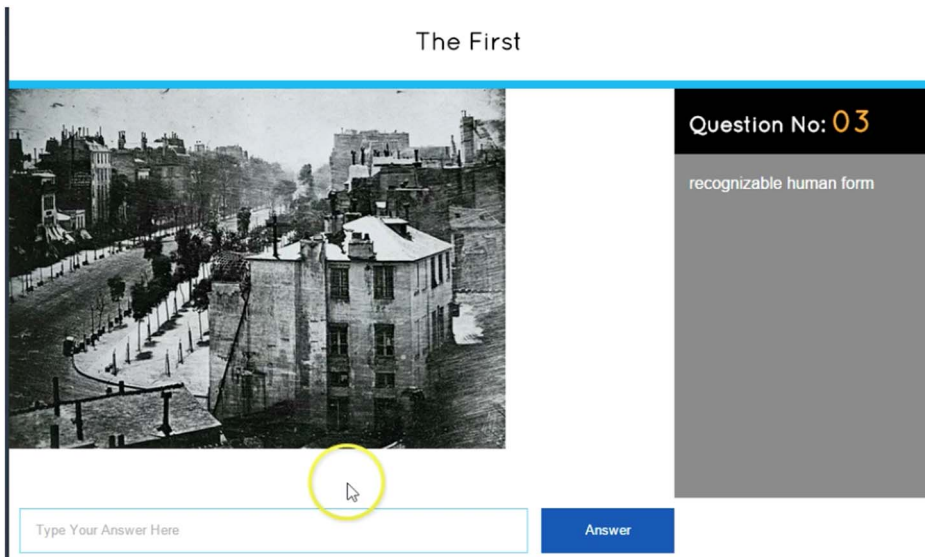 The First
Question No: 03
recognizable human form
Type Your Answer Here
Answer